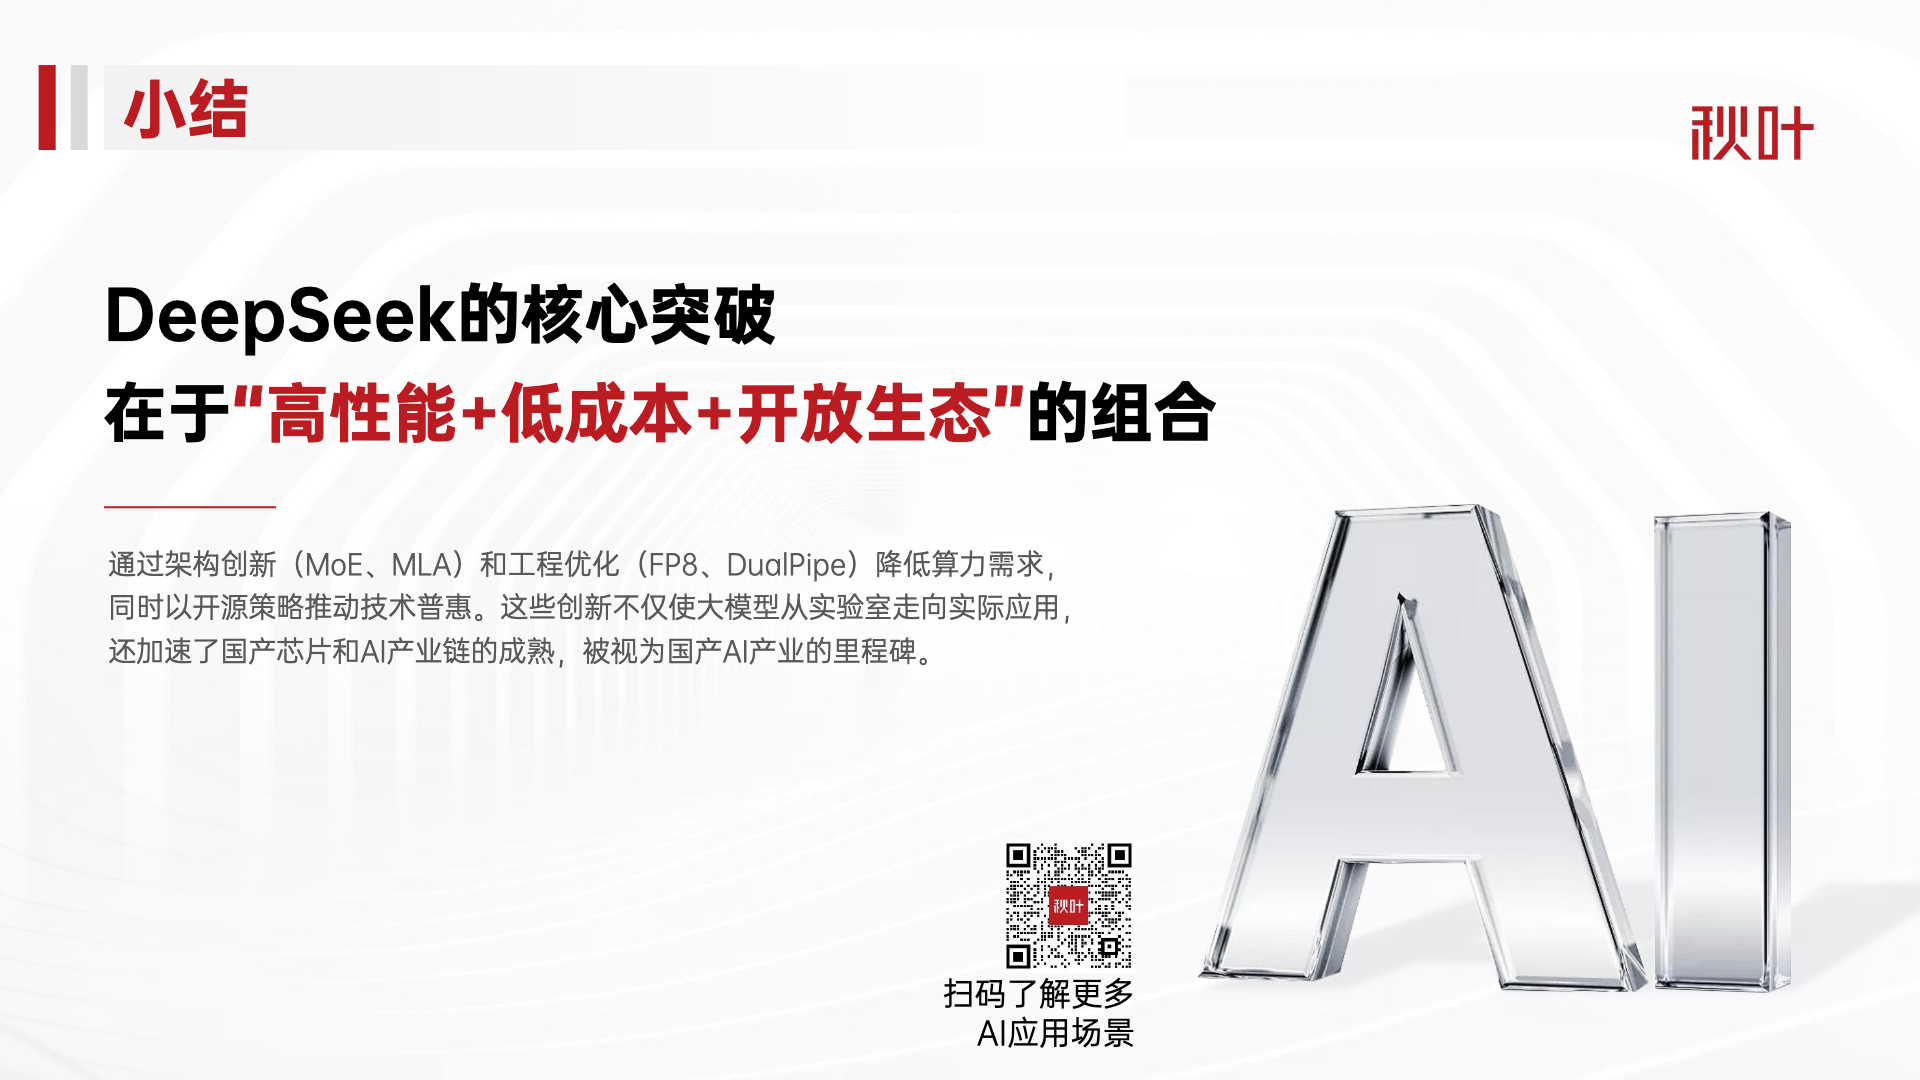 小结
秋叶
DeepSeek的核心突破
在于“高性能+低成本+开放生态”的组合
通过架构创新（MoE、MLA）和工程优化（FP8、DualPipe）降低算力需求，
同时以开源策略推动技术普惠。这些创新不仅使大模型从实验室走向实际应用，
还加速了国产芯片和AI产业链的成熟，被视为国产AI产业的里程碑。
AI
秋叶
扫码了解更多
AI应用场景